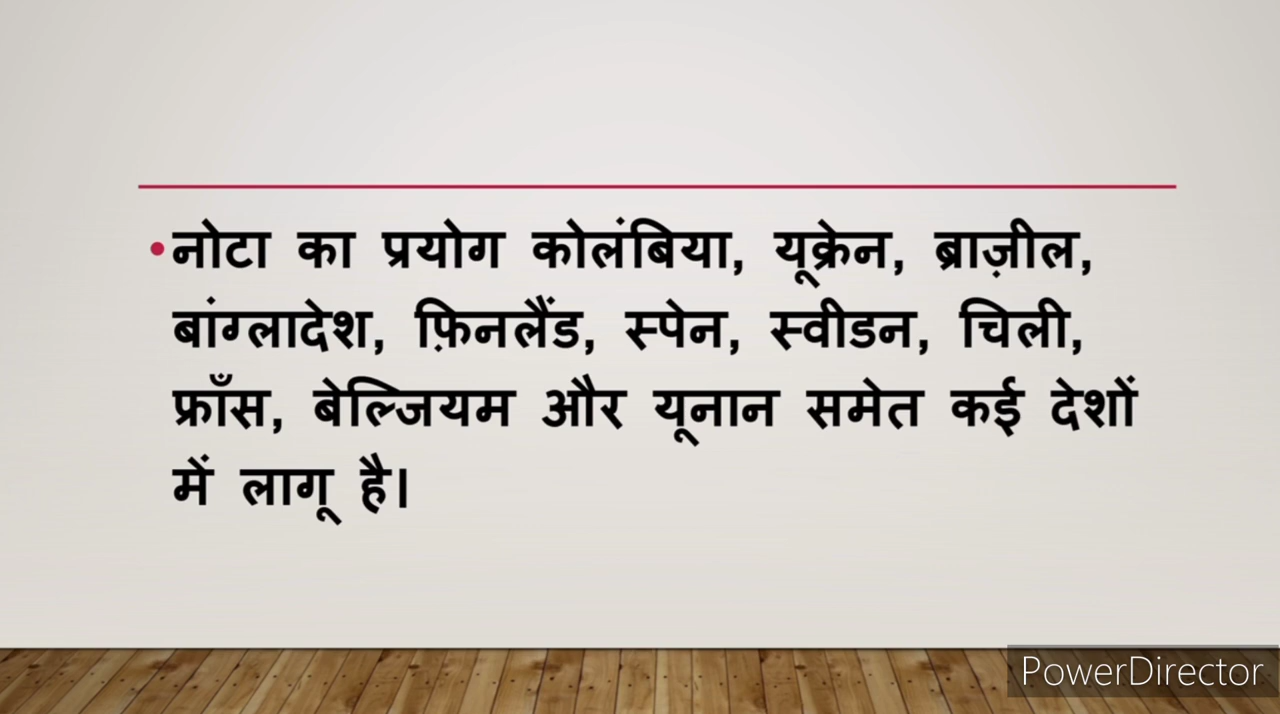 •नोटा का प्रयोग कोलंबिया, यूक्रेन, ब्राज़ील,
बांग्लादेश, फ़िनलैंड, स्पेन, स्वीडन, चिली,
फ्राँस, बेल्जियम और यूनान समेत कई देशों
में लागू है।
PowerDirector